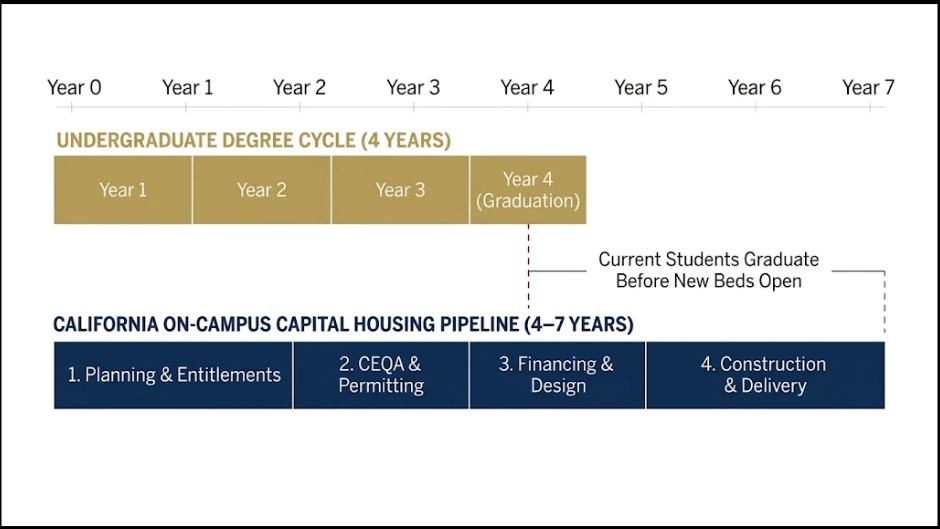 Year 0 Year 1 Year 2 Year 3 Year 4 Year 5 Year 6 Year 7
UNDERGRADUATE DEGREE CYCLE (4 YEARS)
Year 1 Year 2 Year 3 Year 4
(Graduation)
Current Students Graduate
Before New Beds Open
CALIFORNIA ON-CAMPUS CAPITAL HOUSING PIPELINE (4–7 YEARS)
1. Planning & Entitlements
2. CEQA &
Permitting
3. Financing &
Design
4. Construction
& Delivery